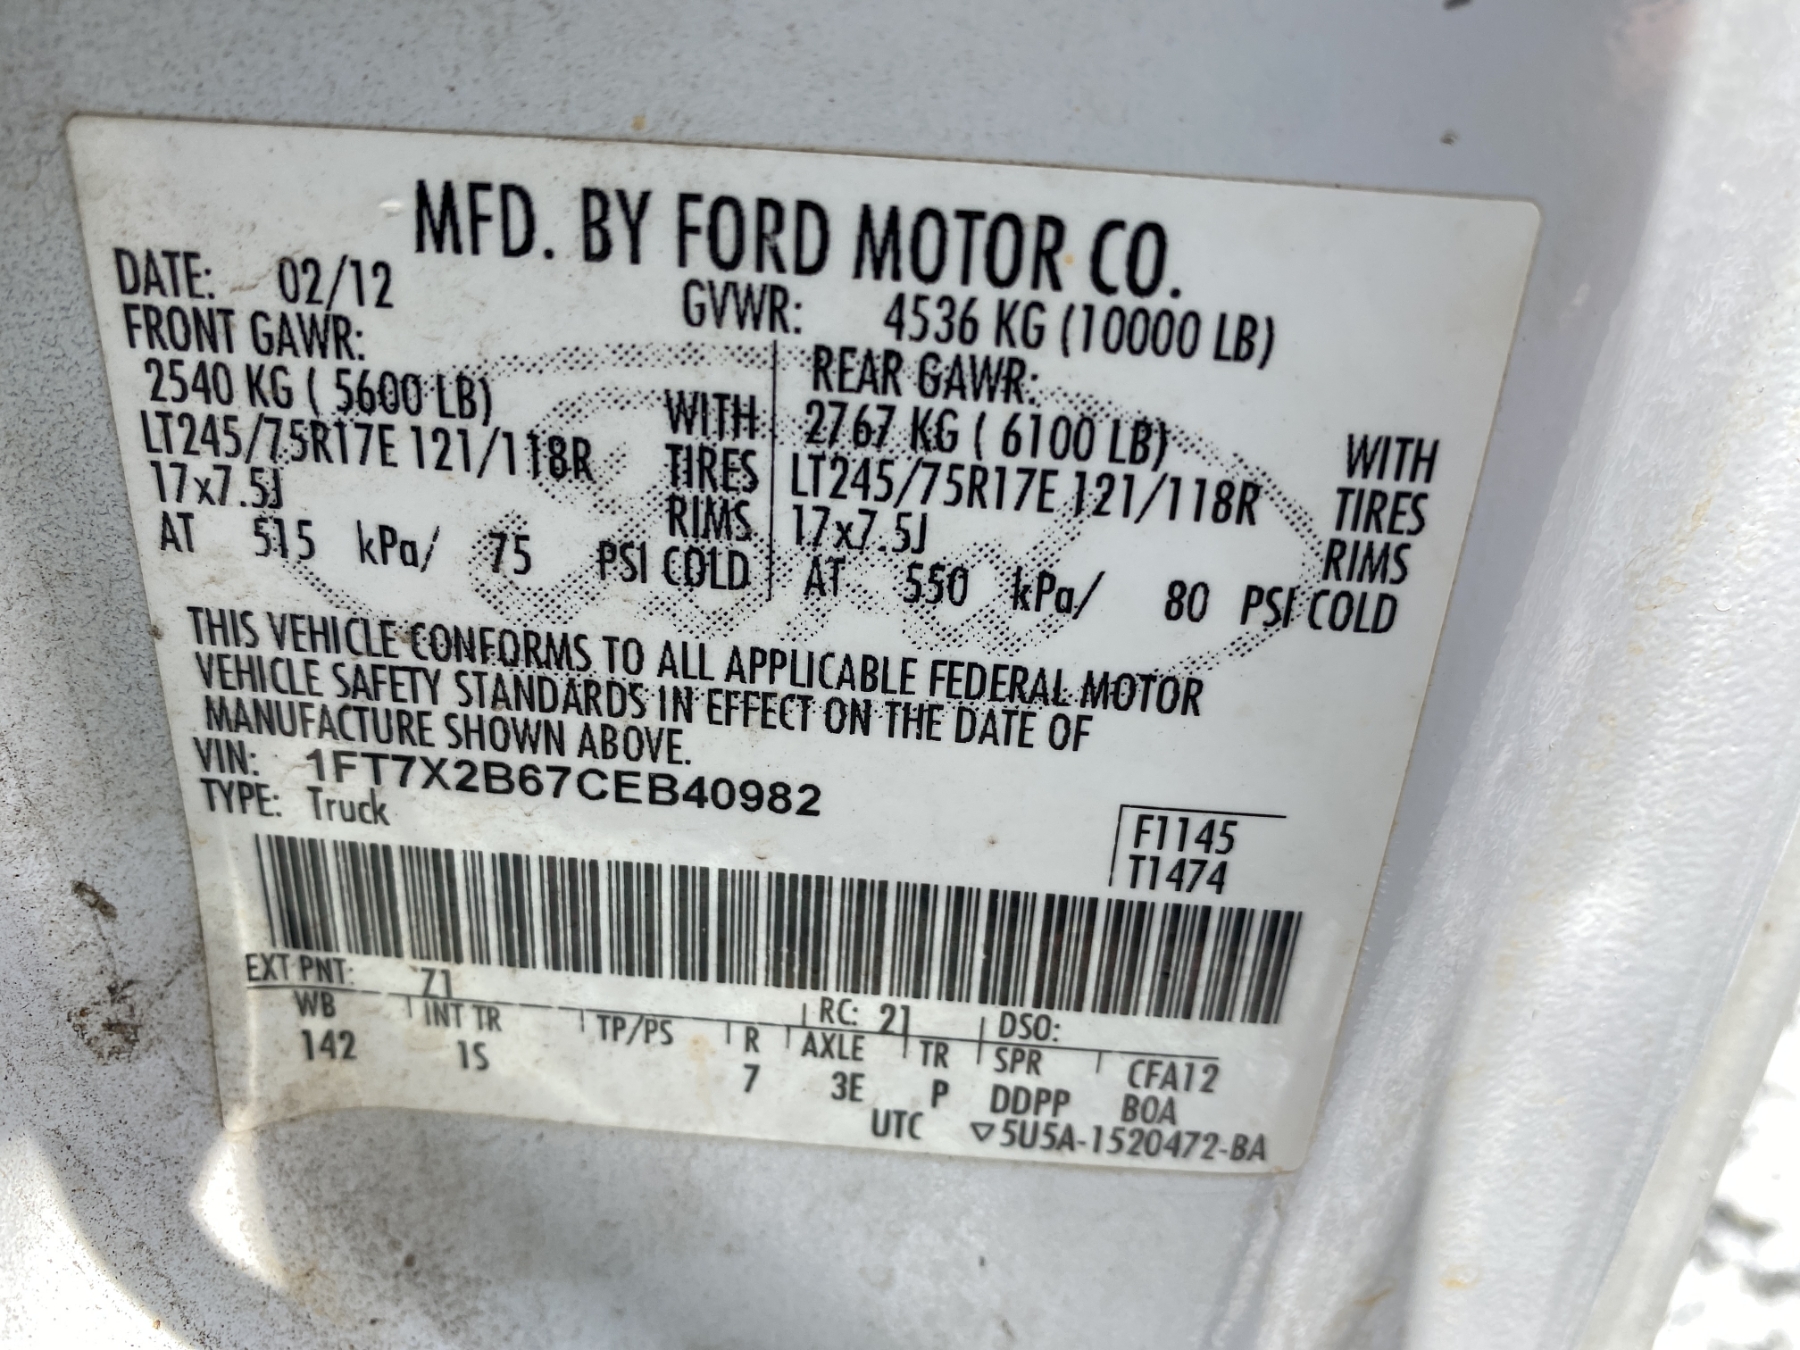 MFD. BY FORD MOTOR CO.
DATE: 02/12 GVWR: 4536 KG (10000 LB)
FRONT GAWR: REAR GAWR:
2540 KG ( 5600 LB) WITH 2767 KG ( 6100 LB) WITH
LT245/75R17E 121/118R TIRES LT245/75R17E 121/118R TIRES
17x7.5J RIMS 17x7.5J RIMS
AT 515 kPa/ 75 PSI COLD AT 550 kPa/ 80 PSI COLD
THIS VEHICLE CONFORMS TO ALL APPLICABLE FEDERAL MOTOR
VEHICLE SAFETY STANDARDS IN EFFECT ON THE DATE OF
MANUFACTURE SHOWN ABOVE.
VIN: 1FT7X2B67CEB40982
TYPE: Truck
F1145
T1474
EXT PNT: Z1 RC: 21 DSO:
WB INT TR TP/PS R AXLE TR SPR CFA12
142 1S 7 3E P DDPP BOA
UTC ▽5U5A-1520472-BA